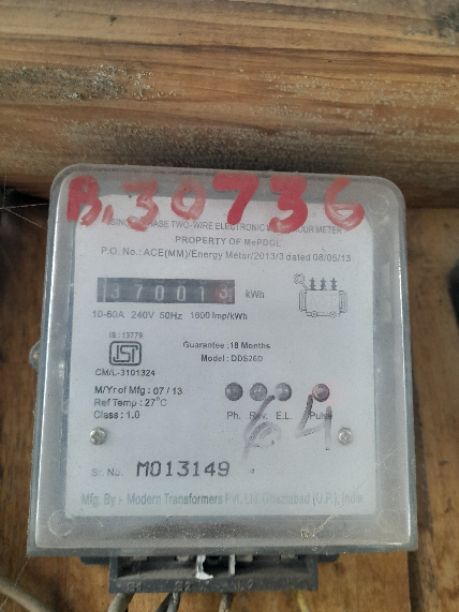 B.30736
SINGLE PHASE TWO-WIRE ELECTRONIC HOUR METER
PROPERTY OF MePDCL
P.O. No.: ACE(MM)/Energy Meter/2013/3 dated 08/05/13
kWh
10-60A 240V 50Hz 1600 Imp/kWh
IS : 13779
ISI
Guarantee : 18 Months
Model : DDS26D
CM/L-3101324
M/Yr of Mfg : 07 / 13
Ref Temp : 27°C
Class : 1.0
Ph. Rev. E.L. Pulse
64
Sr. No. M013149
Mfg. By :- Modern Transformers Pvt. Ltd. Ghaziabad (U.P.), India